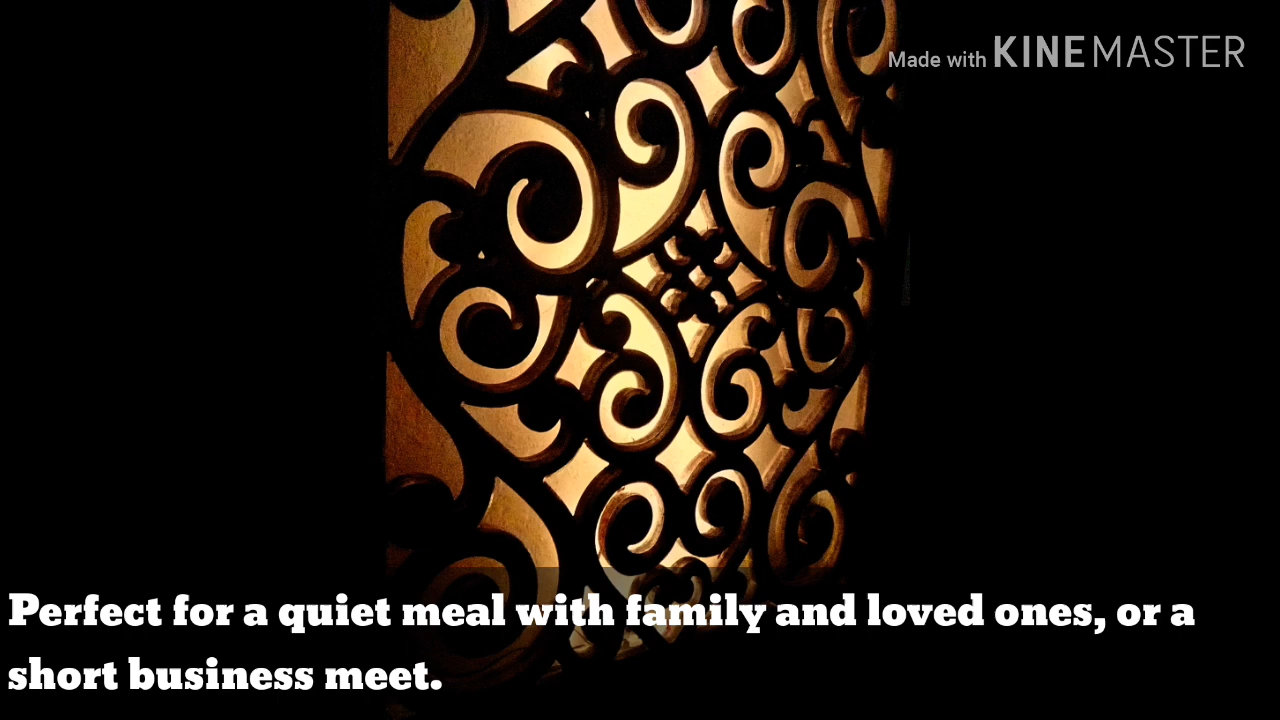 Made with KINEMASTER
Perfect for a quiet meal with family and loved ones, or a
short business meet.